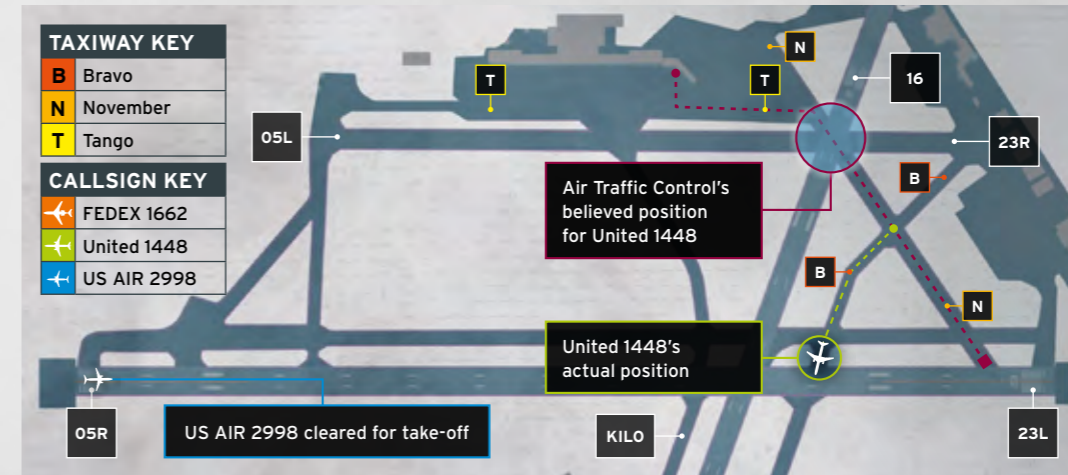 TAXIWAY KEY
B Bravo
N November
T Tango
CALLSIGN KEY
FEDEX 1662
United 1448
US AIR 2998
T
T
N
16
05L
23R
B
Air Traffic Control's
believed position
for United 1448
B
N
United 1448's
actual position
05R
US AIR 2998 cleared for take-off
KILO
23L